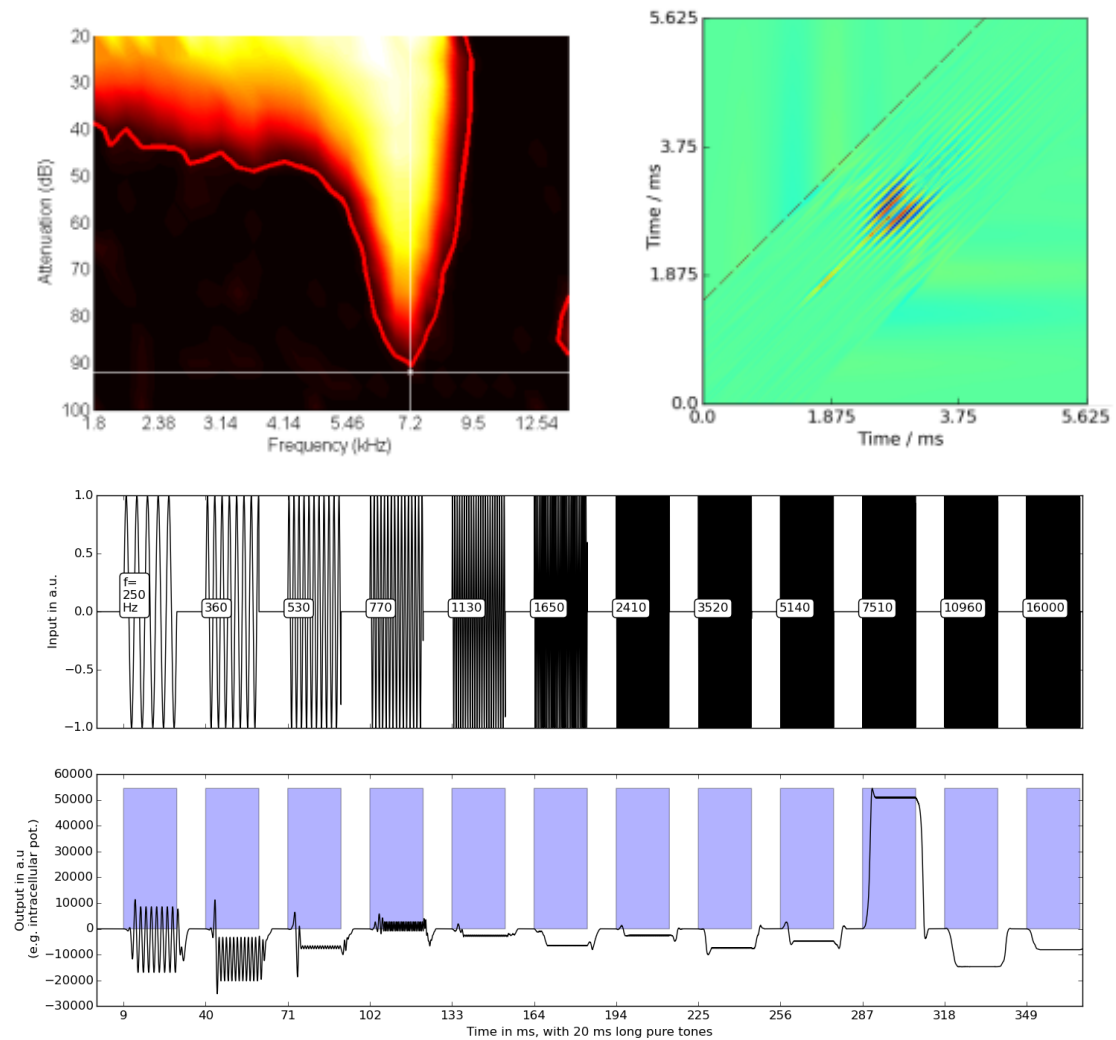 20
30
40
50
60
70
80
90
100
Attenuation (dB)
1.8 2.38 3.14 4.14 5.46 7.2 9.5 12.54
Frequency (kHz)
5.625
3.75
1.875
0.0
Time / ms
0.0 1.875 3.75 5.625
Time / ms
1.0
0.5
0.0
−0.5
−1.0
Input in a.u.
f=
250
Hz
360 530 770 1130 1650 2410 3520 5140 7510 10960 16000
60000
50000
40000
30000
20000
10000
0
−10000
−20000
−30000
Output in a.u
(e.g. intracellular pot.)
9 40 71 102 133 164 194 225 256 287 318 349
Time in ms, with 20 ms long pure tones